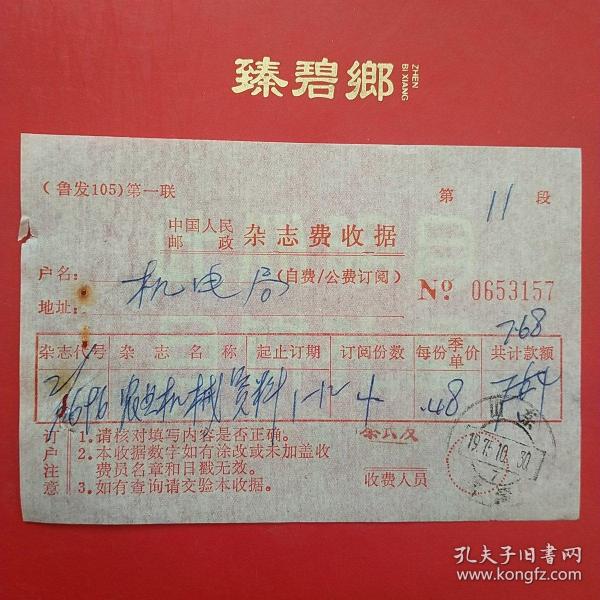 臻碧鄉
ZHEN
BI XIANG
(鲁发105)第一联
第 11 段
中国人民
邮政
杂志费收据
户名: 机电局 (自费/公费订阅)
地址:
№ 0653157
7.68
杂志代号 杂志名称 起止订期 订阅份数 每份季单价 共计款额
农业机械资料 1-12 4 .48
订户注意
1.请核对填写内容是否正确。
2.本收据数字如有涂改或未加盖收
费员名章和日戳无效。
3.如有查询请交验本收据。
收费人员
山东
1975.10.30
7
孔夫子旧书网
www.kongfz.com